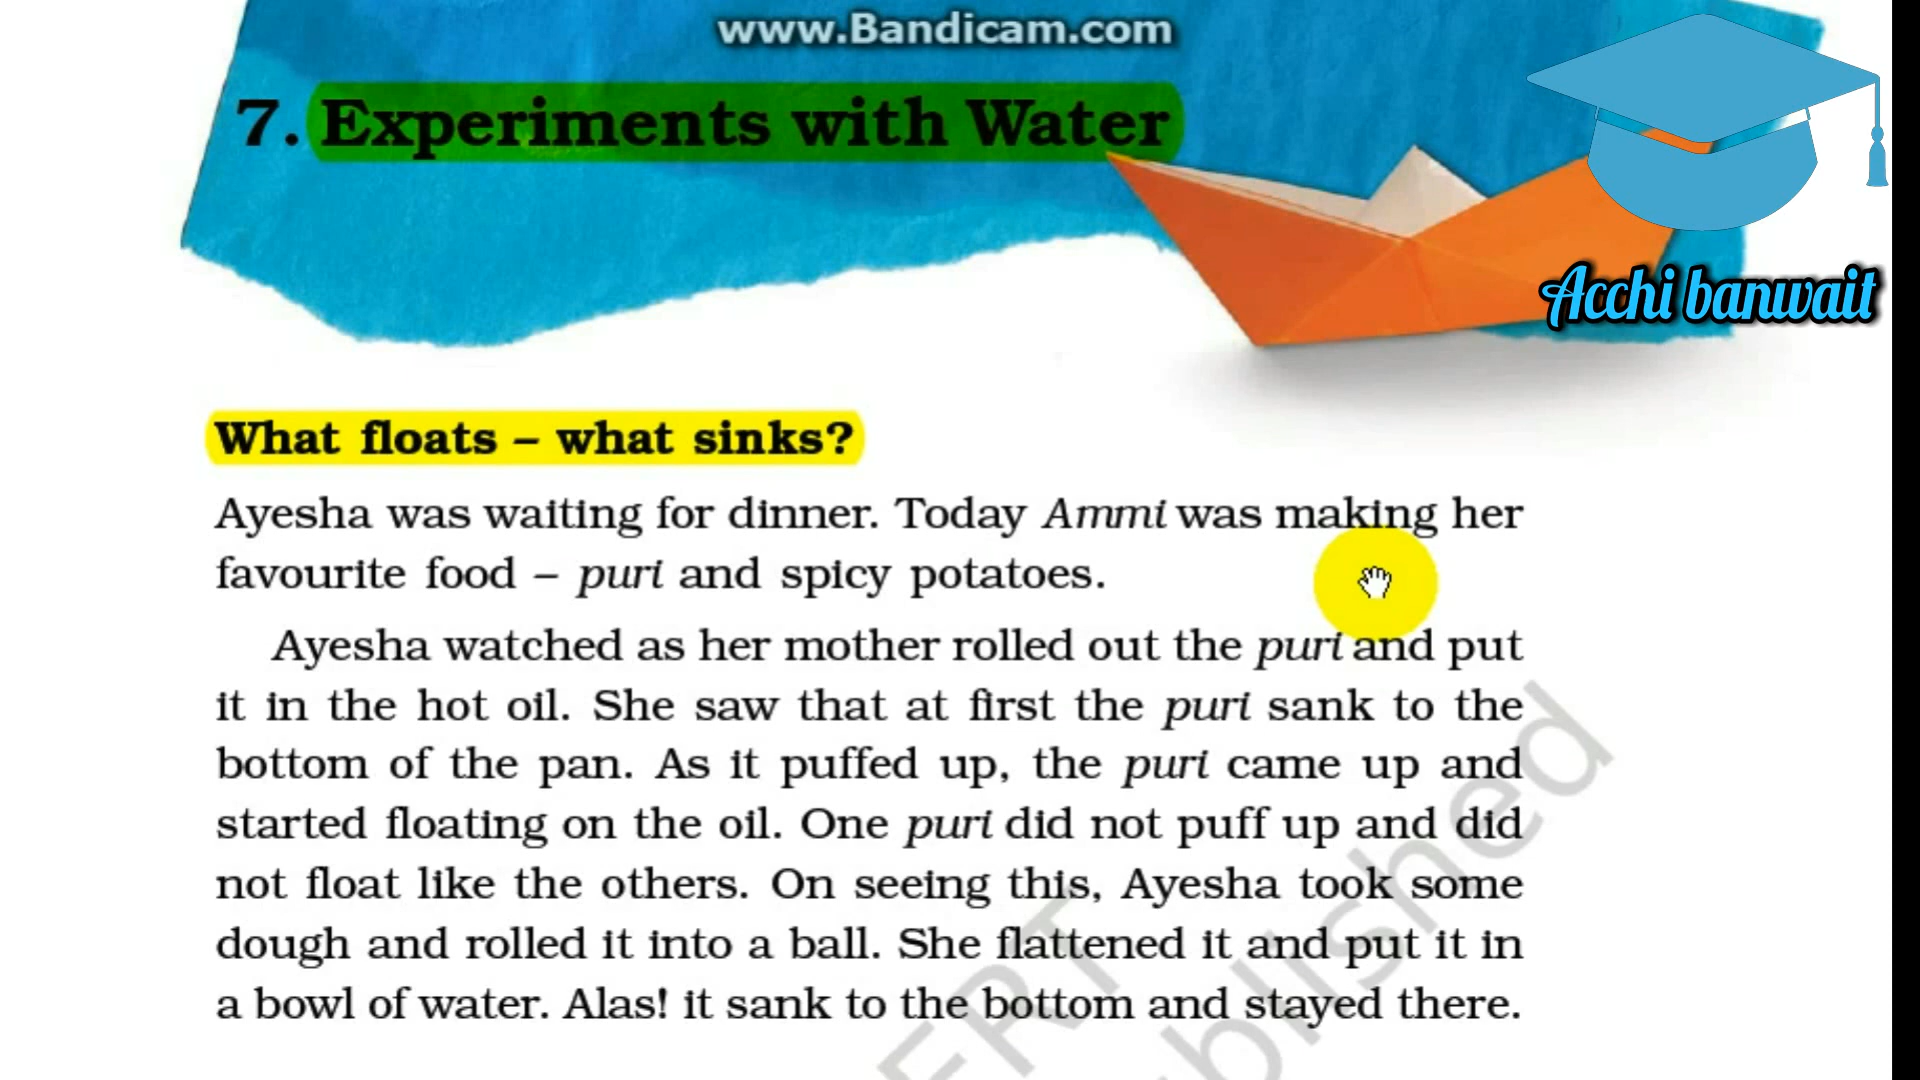 www.Bandicam.com
7. Experiments with Water
Acchi banwait
What floats – what sinks?
Ayesha was waiting for dinner. Today Ammi was making her
favourite food – puri and spicy potatoes.
Ayesha watched as her mother rolled out the puri and put
it in the hot oil. She saw that at first the puri sank to the
bottom of the pan. As it puffed up, the puri came up and
started floating on the oil. One puri did not puff up and did
not float like the others. On seeing this, Ayesha took some
dough and rolled it into a ball. She flattened it and put it in
a bowl of water. Alas! it sank to the bottom and stayed there.